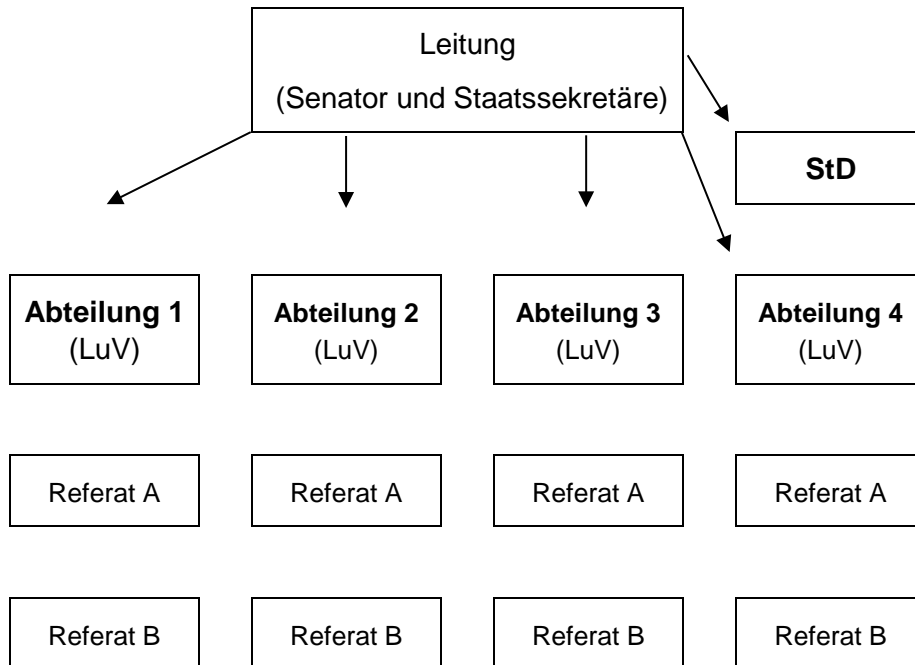 Leitung
(Senator und Staatssekretäre)
StD
Abteilung 1
(LuV)
Abteilung 2
(LuV)
Abteilung 3
(LuV)
Abteilung 4
(LuV)
Referat A
Referat A
Referat A
Referat A
Referat B
Referat B
Referat B
Referat B